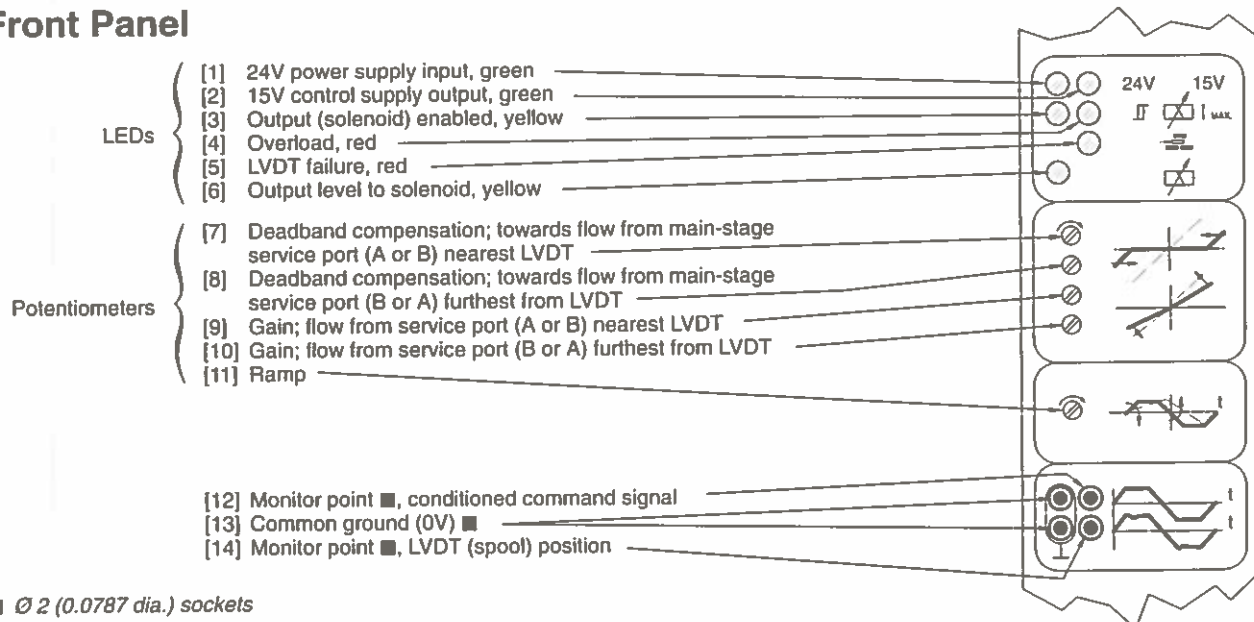 Front Panel
LEDs
[1] 24V power supply input, green
[2] 15V control supply output, green
[3] Output (solenoid) enabled, yellow
[4] Overload, red
[5] LVDT failure, red
[6] Output level to solenoid, yellow
Potentiometers
[7] Deadband compensation; towards flow from main-stage
service port (A or B) nearest LVDT
[8] Deadband compensation; towards flow from main-stage
service port (B or A) furthest from LVDT
[9] Gain; flow from service port (A or B) nearest LVDT
[10] Gain; flow from service port (B or A) furthest from LVDT
[11] Ramp
[12] Monitor point ■, conditioned command signal
[13] Common ground (0V) ■
[14] Monitor point ■, LVDT (spool) position
24V 15V
I MAX.
t
t
t
■ Ø 2 (0.0787 dia.) sockets